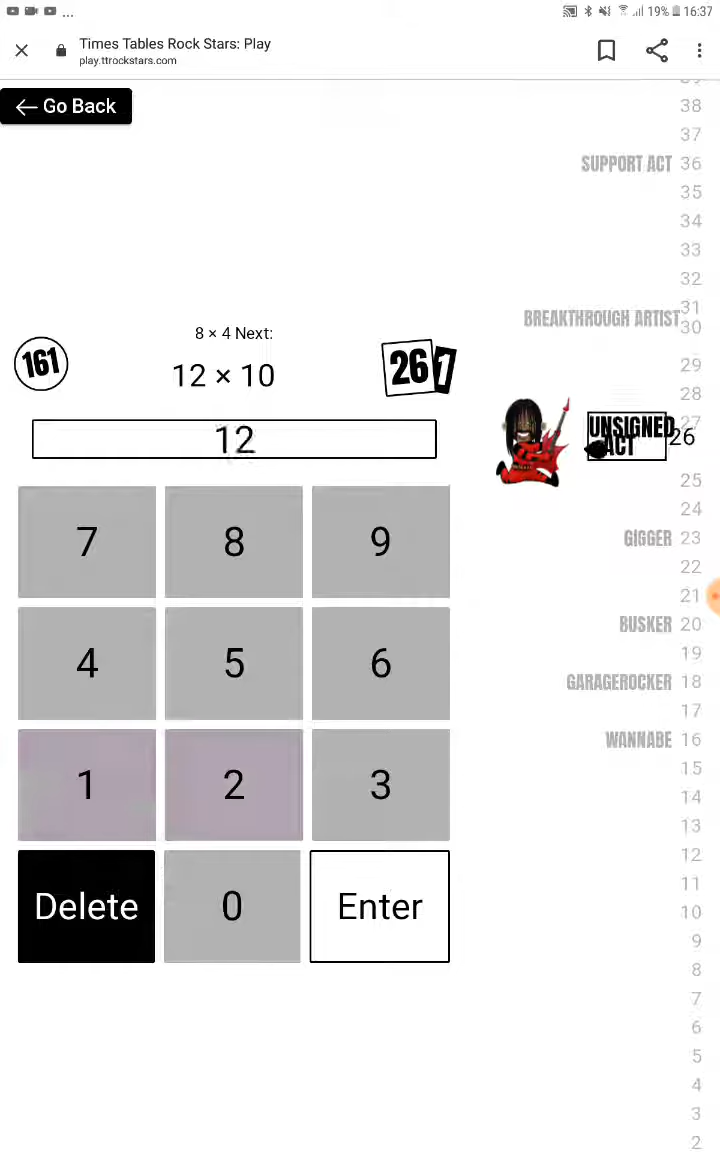 ... 19% 16:37
Times Tables Rock Stars: Play
play.ttrockstars.com
← Go Back
38
37
SUPPORT ACT 36
35
34
33
32
31
BREAKTHROUGH ARTIST 30
8 × 4 Next:
161
12 × 10
26 1
29
28
27
12
UNSIGNED ACT 26
25
24
GIGGER 23
22
21
BUSKER 20
19
GARAGEROCKER 18
17
WANNABE 16
15
14
13
12
11
10
9
8
7
6
5
4
3
2
7 8 9
4 5 6
1 2 3
Delete 0 Enter